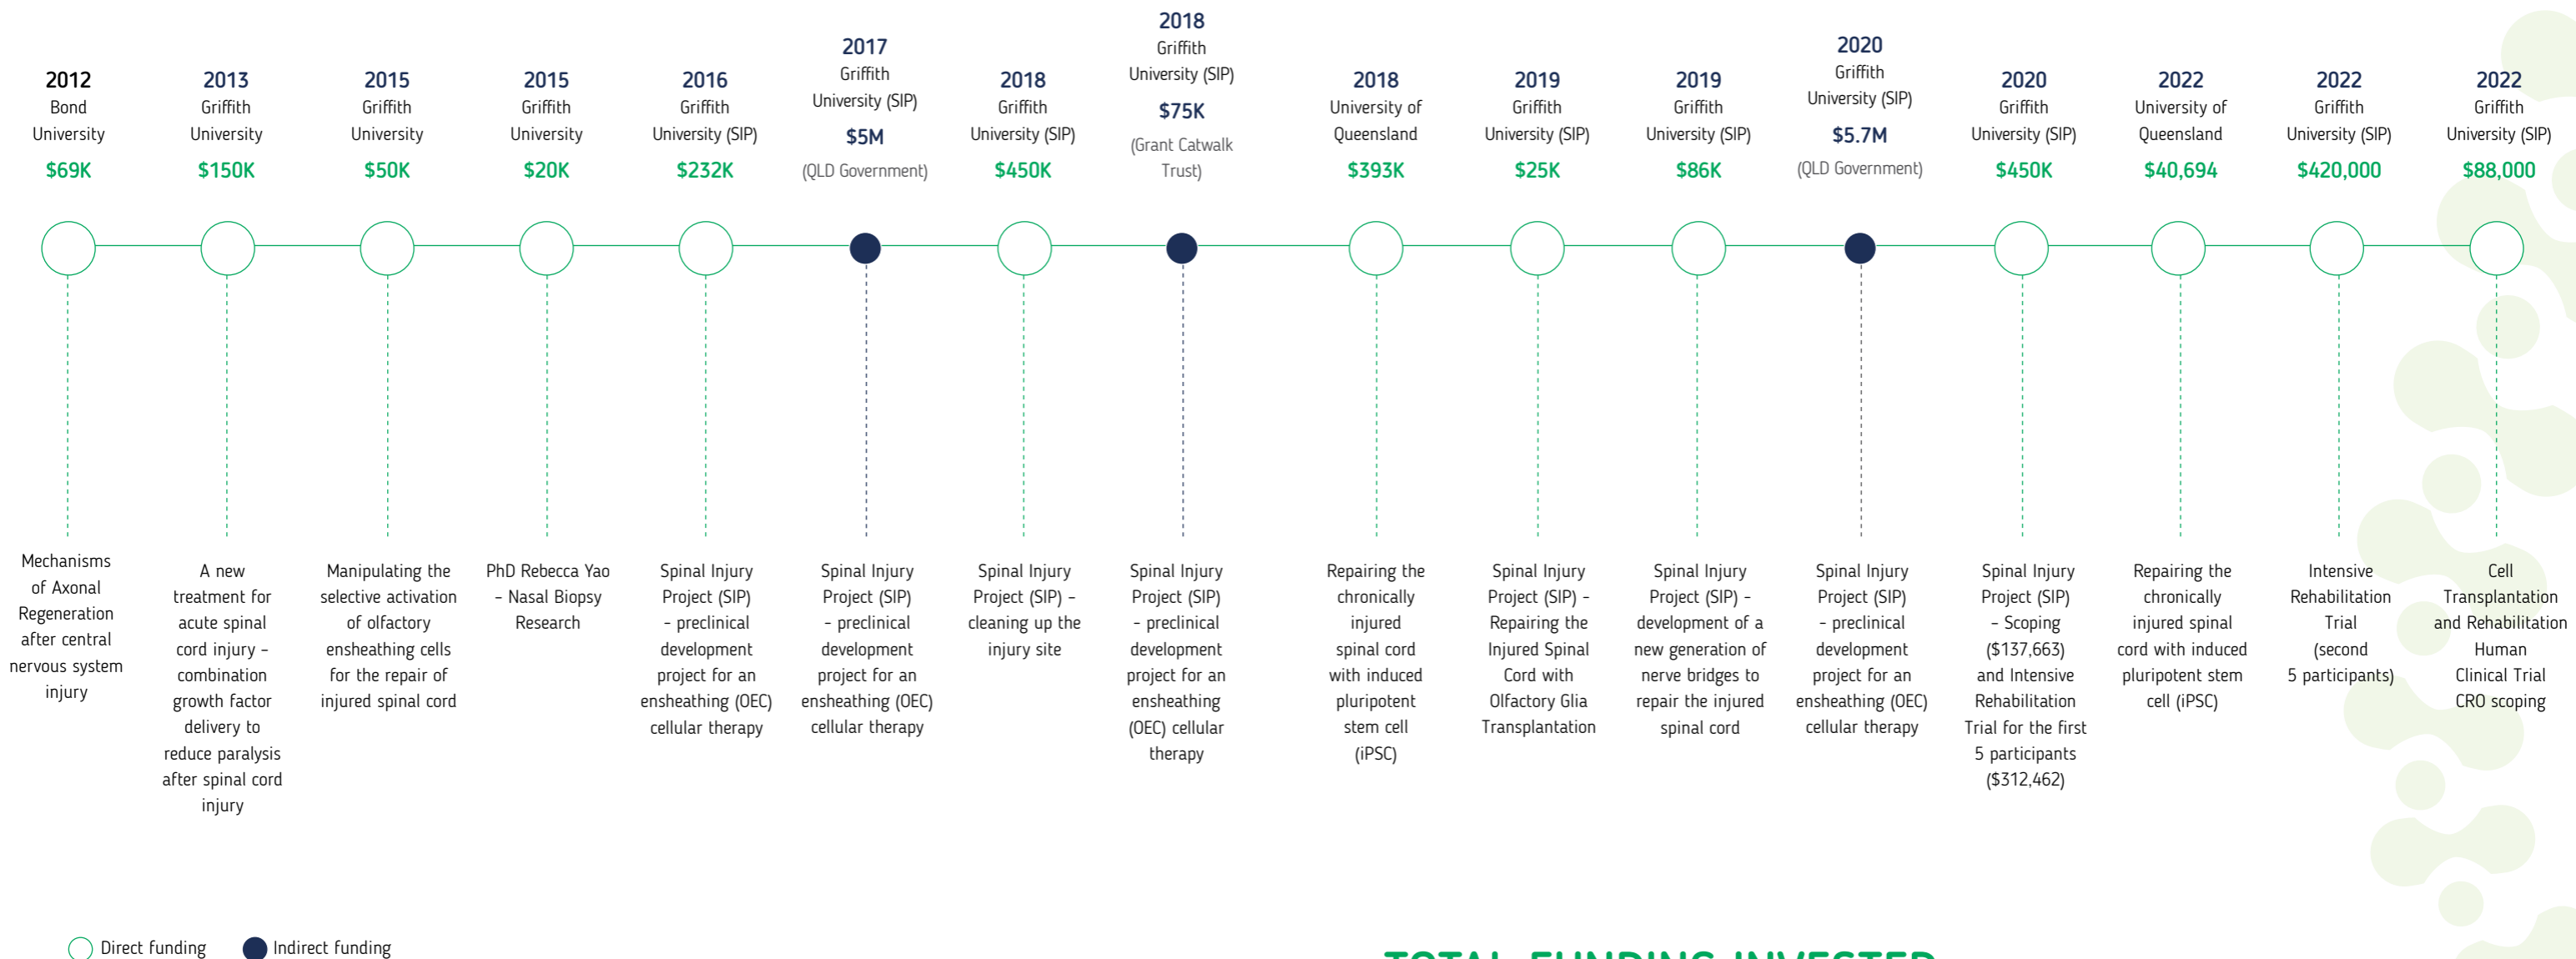 2012
Bond
University
$69K
2013
Griffith
University
$150K
2015
Griffith
University
$50K
2015
Griffith
University
$20K
2016
Griffith
University (SIP)
$232K
2017
Griffith
University (SIP)
$5M
(QLD Government)
2018
Griffith
University (SIP)
$450K
2018
Griffith
University (SIP)
$75K
(Grant Catwalk
Trust)
2018
University of
Queensland
$393K
2019
Griffith
University (SIP)
$25K
2019
Griffith
University (SIP)
$86K
2020
Griffith
University (SIP)
$5.7M
(QLD Government)
2020
Griffith
University (SIP)
$450K
2022
University of
Queensland
$40,694
2022
Griffith
University (SIP)
$420,000
2022
Griffith
University (SIP)
$88,000
Mechanisms
of Axonal
Regeneration
after central
nervous system
injury
A new
treatment for
acute spinal
cord injury –
combination
growth factor
delivery to
reduce paralysis
after spinal cord
injury
Manipulating the
selective activation
of olfactory
ensheathing cells
for the repair of
injured spinal cord
PhD Rebecca Yao
– Nasal Biopsy
Research
Spinal Injury
Project (SIP)
– preclinical
development
project for an
ensheathing (OEC)
cellular therapy
Spinal Injury
Project (SIP)
– preclinical
development
project for an
ensheathing (OEC)
cellular therapy
Spinal Injury
Project (SIP) –
cleaning up the
injury site
Spinal Injury
Project (SIP)
– preclinical
development
project for an
ensheathing
(OEC) cellular
therapy
Repairing the
chronically
injured
spinal cord
with induced
pluripotent
stem cell
(iPSC)
Spinal Injury
Project (SIP) –
Repairing the
Injured Spinal
Cord with
Olfactory Glia
Transplantation
Spinal Injury
Project (SIP) –
development of a
new generation of
nerve bridges to
repair the injured
spinal cord
Spinal Injury
Project (SIP)
– preclinical
development
project for an
ensheathing (OEC)
cellular therapy
Spinal Injury
Project (SIP)
– Scoping
($137,663)
and Intensive
Rehabilitation
Trial for the first
5 participants
($312,462)
Repairing the
chronically
injured spinal
cord with induced
pluripotent stem
cell (iPSC)
Intensive
Rehabilitation
Trial
(second
5 participants)
Cell
Transplantation
and Rehabilitation
Human
Clinical Trial
CRO scoping
Direct funding
Indirect funding
TOTAL FUNDING INVESTED